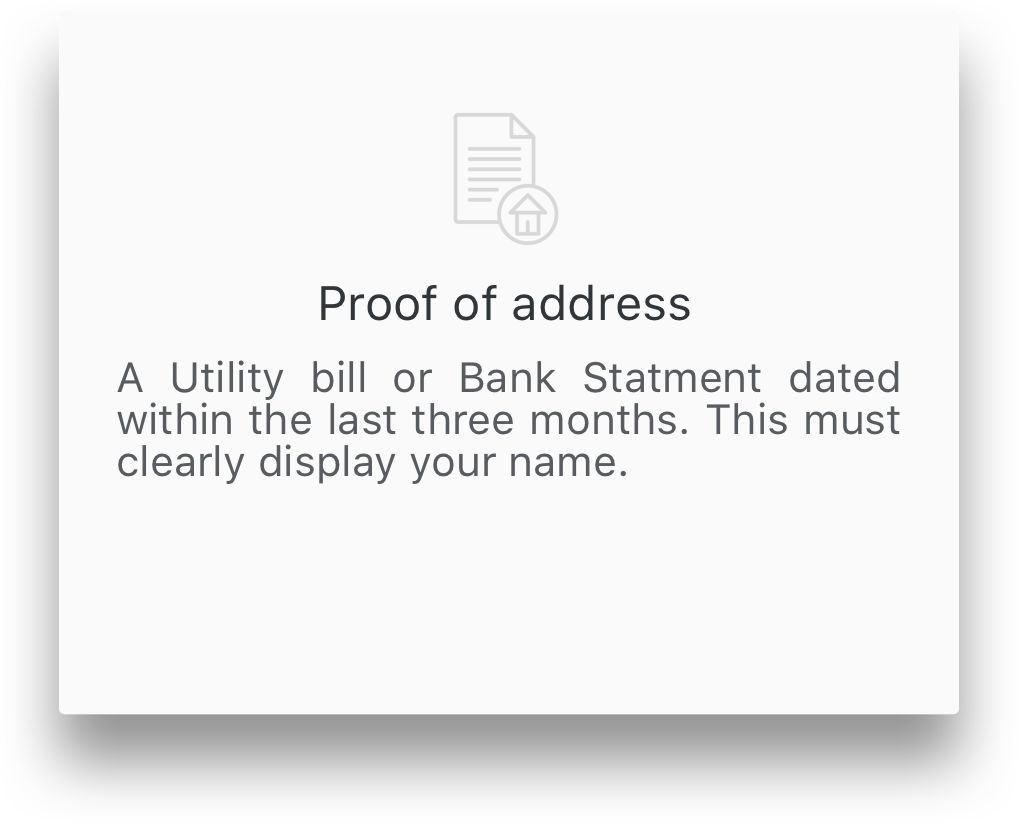 Proof of address
A Utility bill or Bank Statment dated
within the last three months. This must
clearly display your name.